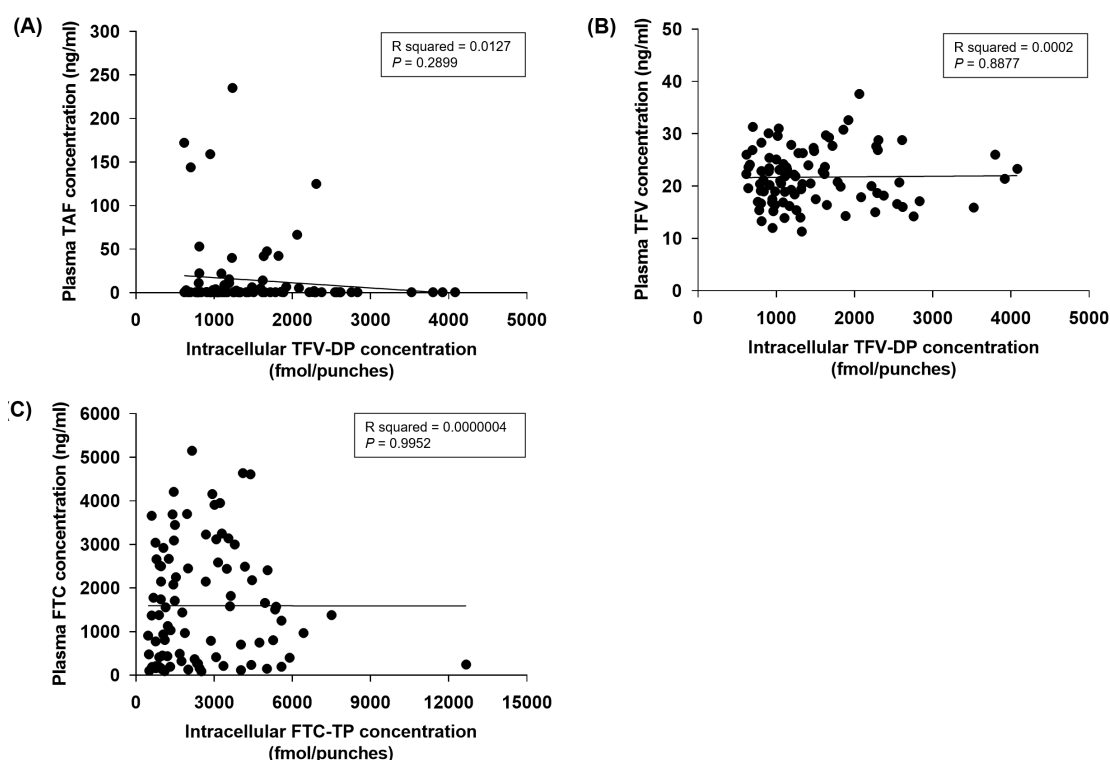 (A)
Plasma TAF concentration (ng/ml)
300
250
200
150
100
50
0
R squared = 0.0127
P = 0.2899
0 1000 2000 3000 4000 5000
Intracellular TFV-DP concentration
(fmol/punches)
(B)
Plasma TFV concentration (ng/ml)
50
40
30
20
10
0
R squared = 0.0002
P = 0.8877
0 1000 2000 3000 4000 5000
Intracellular TFV-DP concentration
(fmol/punches)
C)
Plasma FTC concentration (ng/ml)
6000
5000
4000
3000
2000
1000
0
R squared = 0.0000004
P = 0.9952
0 3000 6000 9000 12000 15000
Intracellular FTC-TP concentration
(fmol/punches)